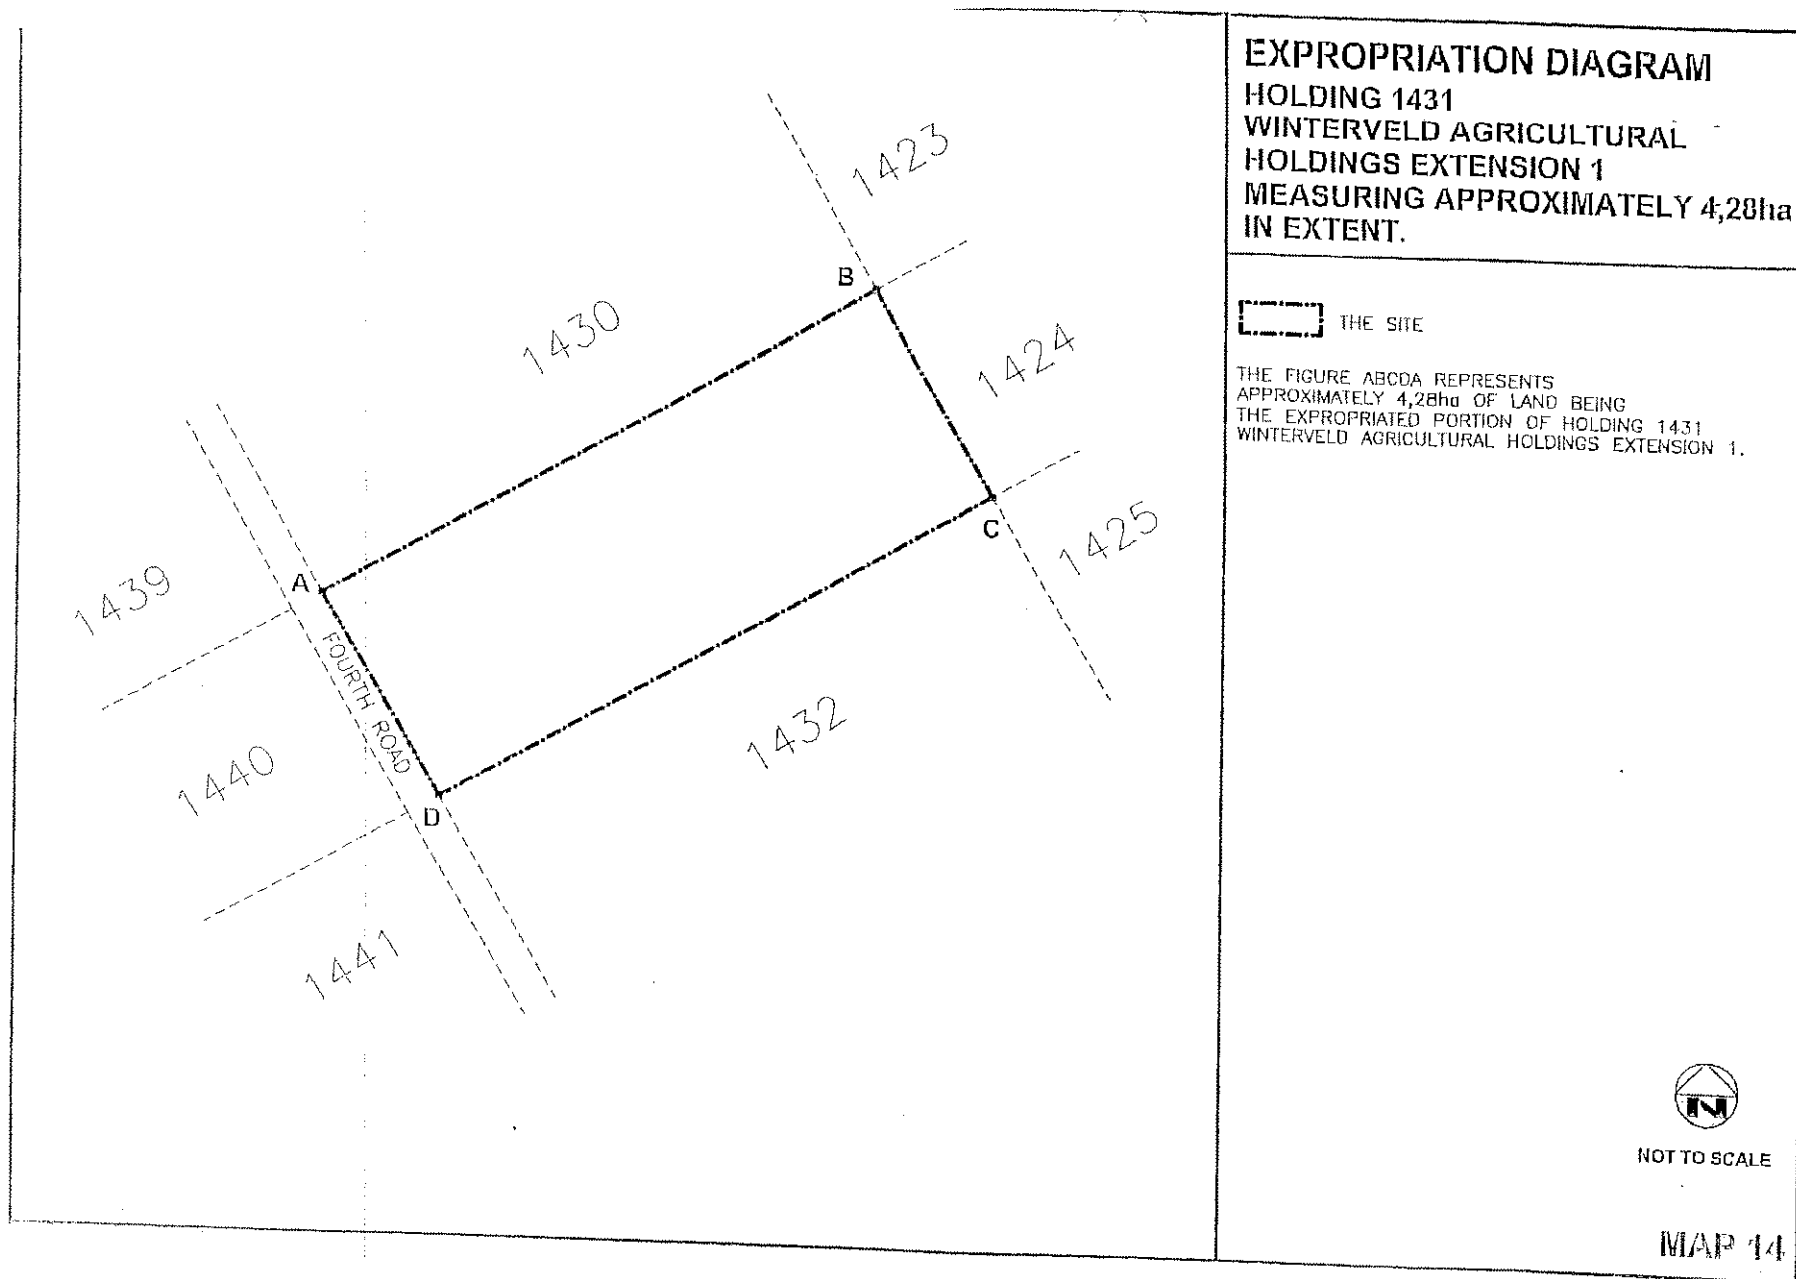 EXPROPRIATION DIAGRAM
HOLDING 1431
WINTERVELD AGRICULTURAL
HOLDINGS EXTENSION 1
MEASURING APPROXIMATELY 4,28ha
IN EXTENT.
THE SITE
THE FIGURE ABCDA REPRESENTS
APPROXIMATELY 4,28ha OF LAND BEING
THE EXPROPRIATED PORTION OF HOLDING 1431
WINTERVELD AGRICULTURAL HOLDINGS EXTENSION 1.
1423
B
1430
1424
C
1425
A
1439
FOURTH ROAD
1432
1440
D
1441
N
NOT TO SCALE
MAP 14